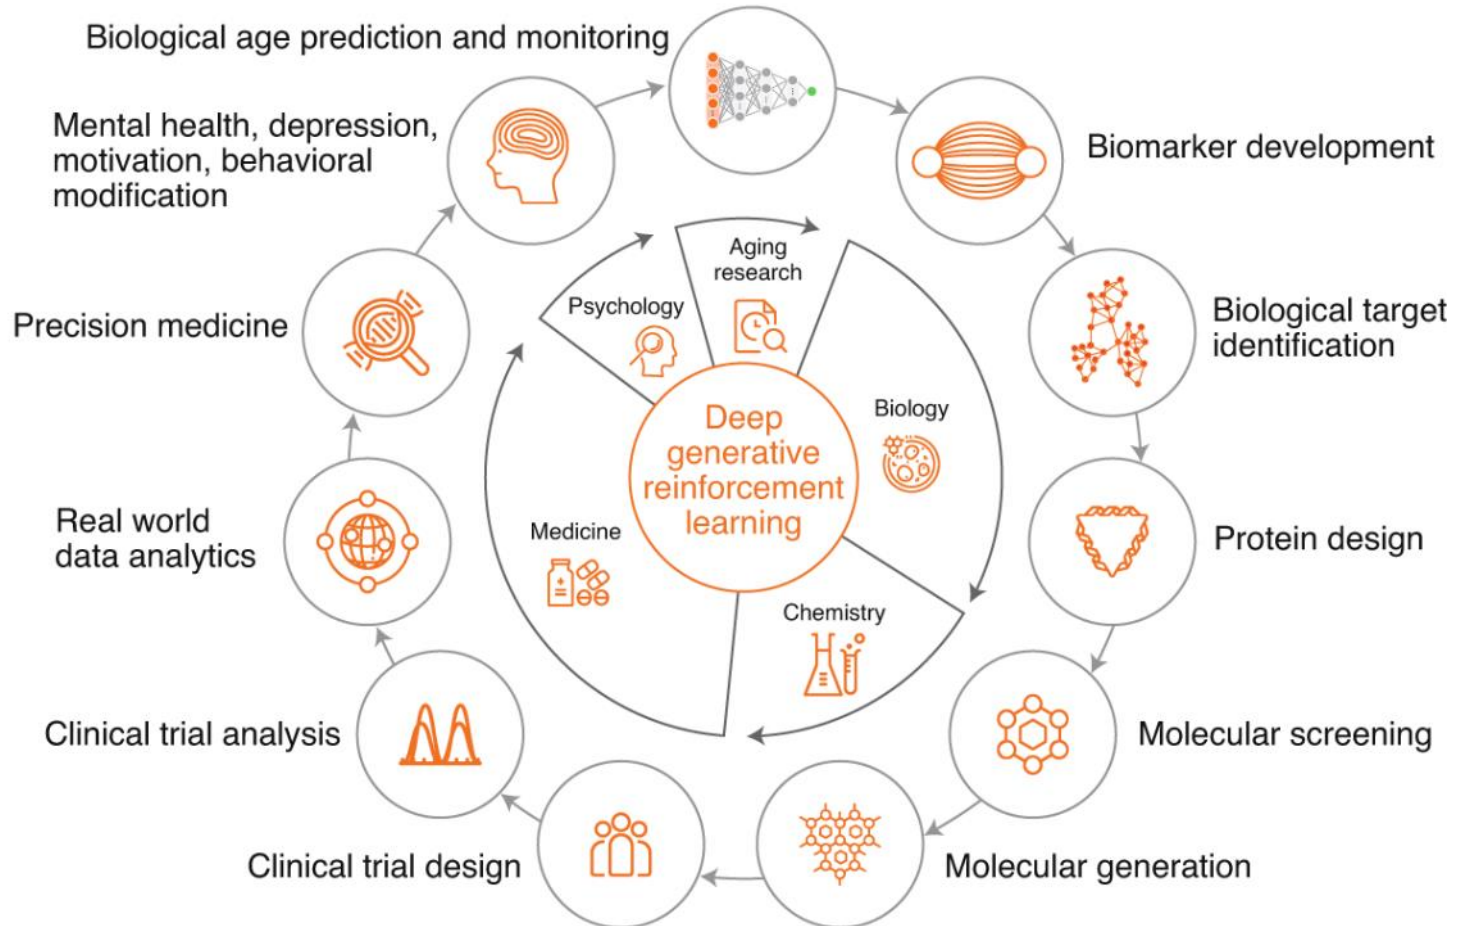 Biological age prediction and monitoring
Mental health, depression,
motivation, behavioral
modification
Biomarker development
Precision medicine
Biological target
identification
Real world
data analytics
Protein design
Clinical trial analysis
Molecular screening
Clinical trial design
Molecular generation
Aging
research
Psychology
Biology
Medicine
Chemistry
Deep
generative
reinforcement
learning